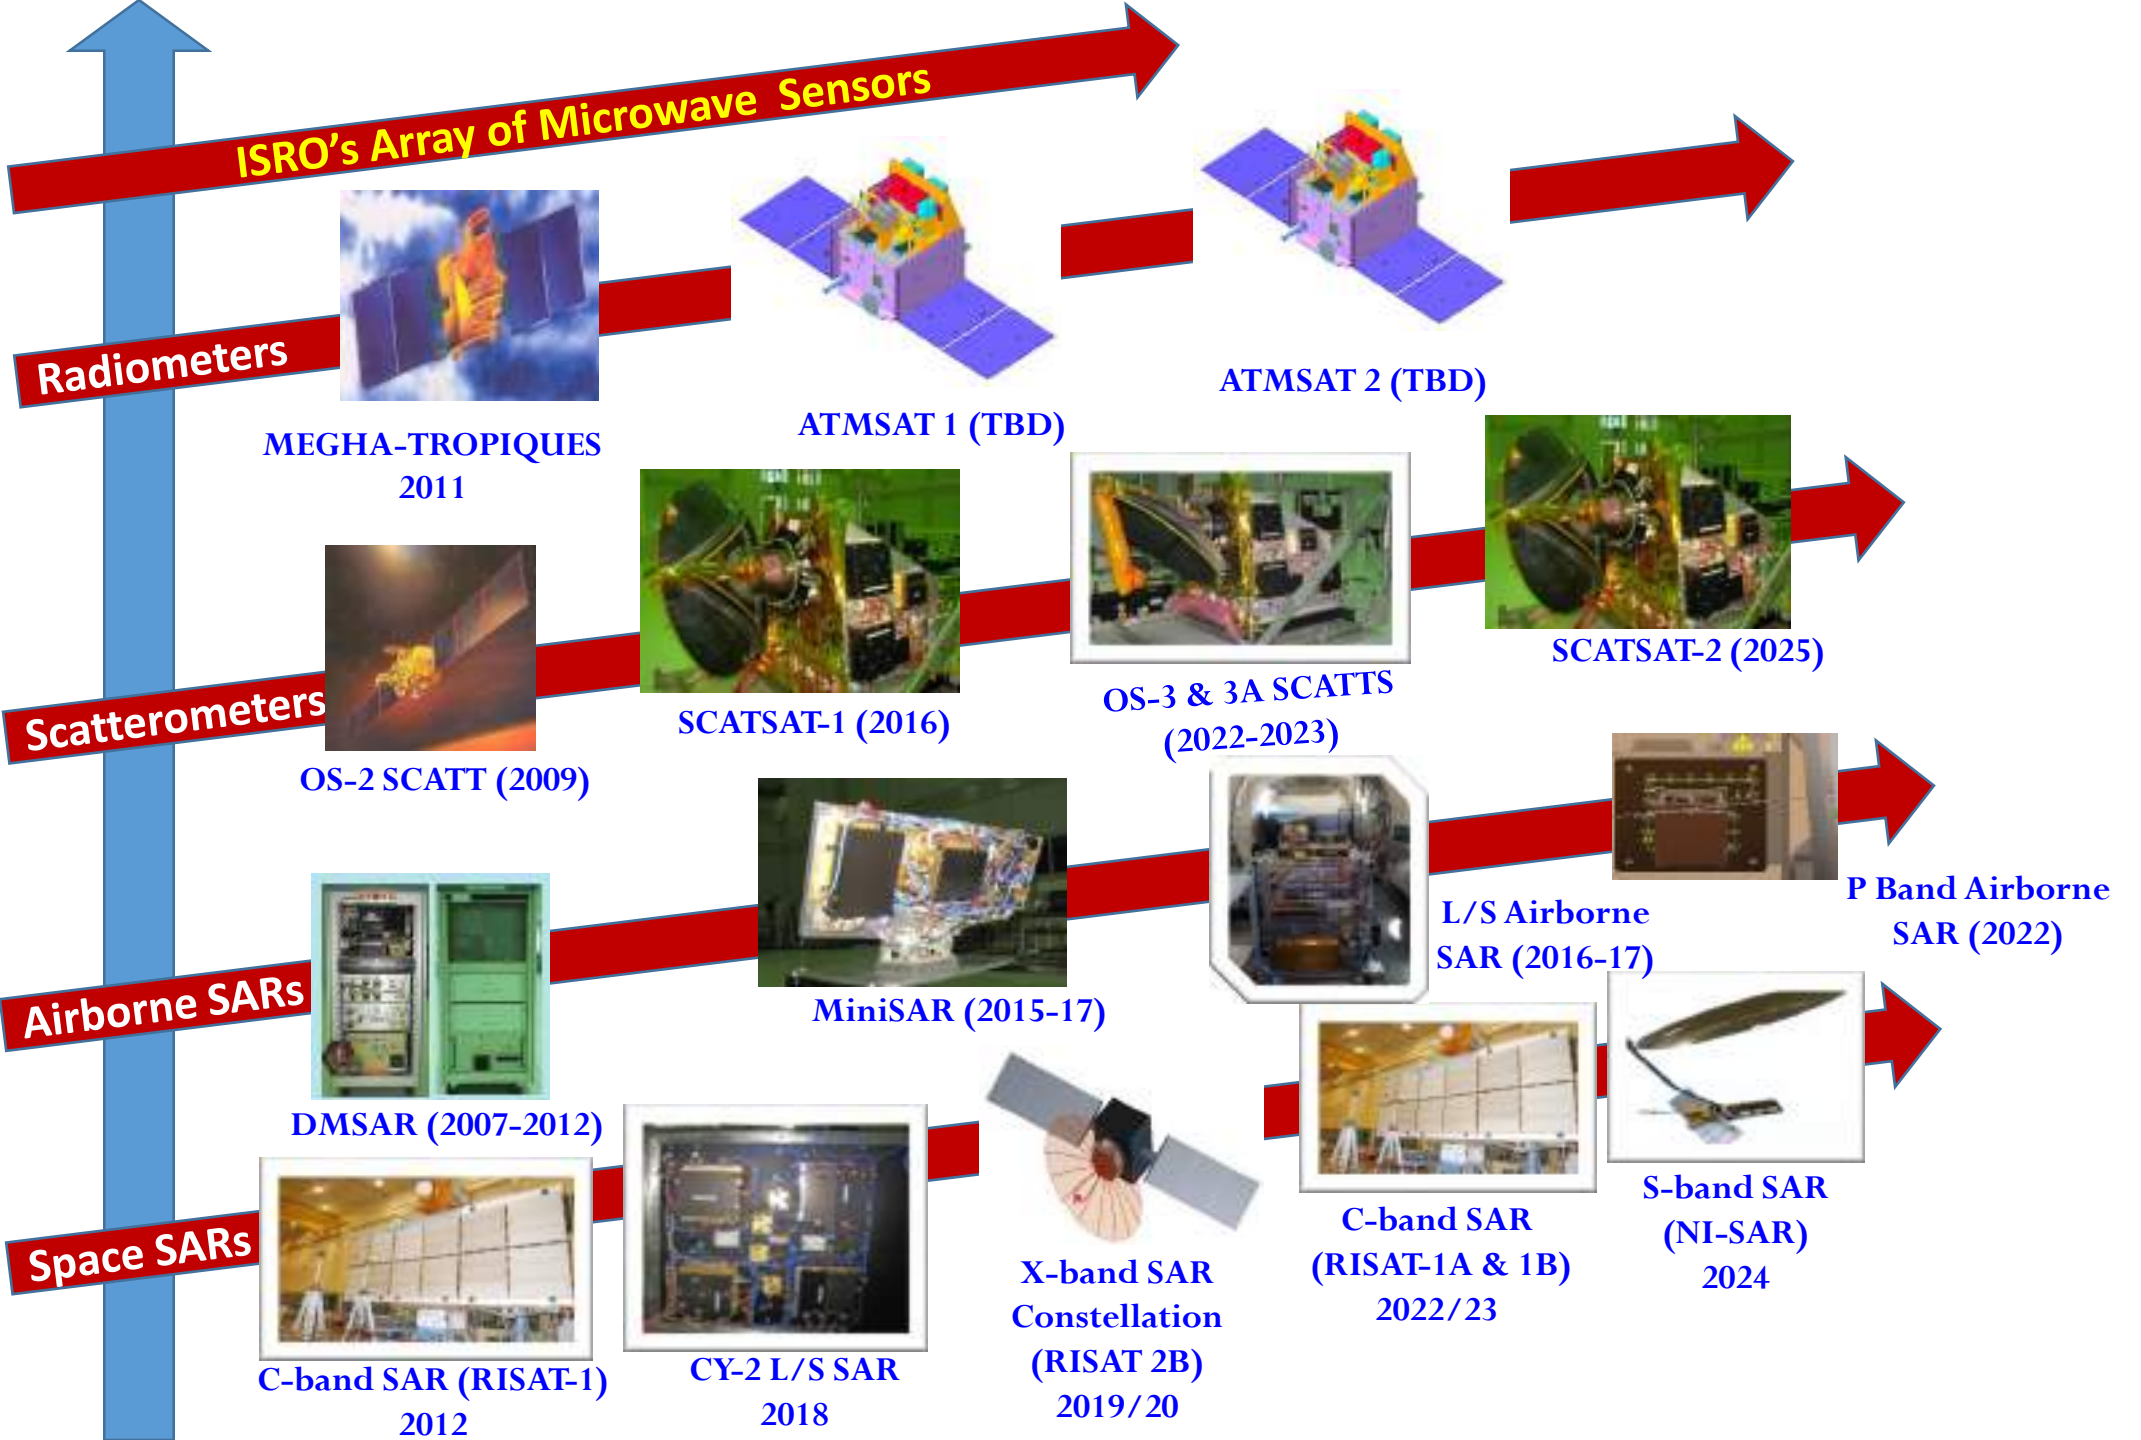 ISRO's Array of Microwave Sensors
Radiometers
MEGHA-TROPIQUES
2011
ATMSAT 1 (TBD)
ATMSAT 2 (TBD)
Scatterometers
OS-2 SCATT (2009)
SCATSAT-1 (2016)
OS-3 & 3A SCATTS
(2022-2023)
SCATSAT-2 (2025)
Airborne SARs
DMSAR (2007-2012)
MiniSAR (2015-17)
L/S Airborne
SAR (2016-17)
P Band Airborne
SAR (2022)
Space SARs
C-band SAR (RISAT-1)
2012
CY-2 L/S SAR
2018
X-band SAR
Constellation
(RISAT 2B)
2019/20
C-band SAR
(RISAT-1A & 1B)
2022/23
S-band SAR
(NI-SAR)
2024